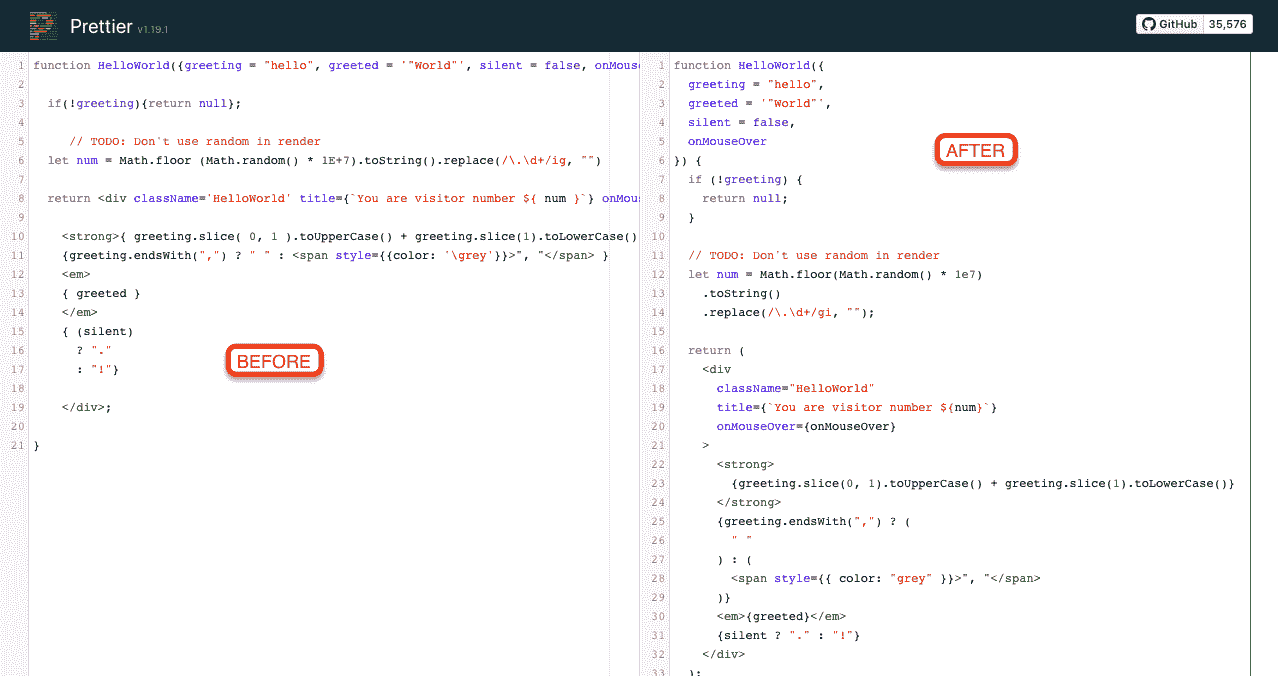 Prettier v1.19.1
GitHub 35,576
1 function HelloWorld({greeting = "hello", greeted = '"World"', silent = false, onMous
2
3 if(!greeting){return null};
4
5 // TODO: Don't use random in render
6 let num = Math.floor (Math.random() * 1E+7).toString().replace(/\.\d+/ig, "")
7
8 return <div className='HelloWorld' title={`You are visitor number ${ num }`} onMous
9
10 <strong>{ greeting.slice( 0, 1 ).toUpperCase() + greeting.slice(1).toLowerCase()
11 {greeting.endsWith(",") ? " " : <span style={{color: '\grey'}}>", "</span> }
12 <em>
13 { greeted }
14 </em>
15 { (silent)
16 ? "."
17 : "!"}
18
19 </div>;
20
21 }
BEFORE
1 function HelloWorld({
2 greeting = "hello",
3 greeted = '"World"',
4 silent = false,
5 onMouseOver
6 }) {
7 if (!greeting) {
8 return null;
9 }
10
11 // TODO: Don't use random in render
12 let num = Math.floor(Math.random() * 1e7)
13 .toString()
14 .replace(/\.\d+/gi, "");
15
16 return (
17 <div
18 className="HelloWorld"
19 title={`You are visitor number ${num}`}
20 onMouseOver={onMouseOver}
21 >
22 <strong>
23 {greeting.slice(0, 1).toUpperCase() + greeting.slice(1).toLowerCase()}
24 </strong>
25 {greeting.endsWith(",") ? (
26 " "
27 ) : (
28 <span style={{ color: "grey" }}>", "</span>
29 )}
30 <em>{greeted}</em>
31 {silent ? "." : "!"}
32 </div>
33 );
AFTER